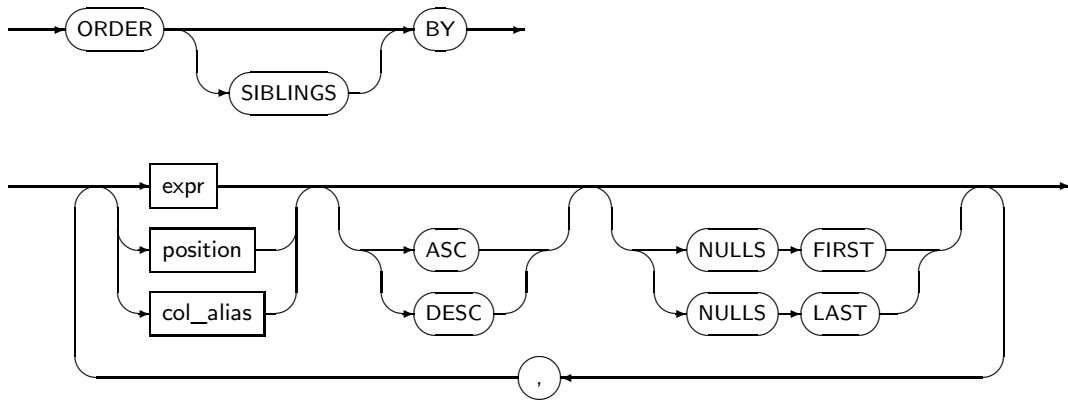 ORDER BY
SIBLINGS
expr
position ASC NULLS FIRST
col_alias DESC NULLS LAST
,